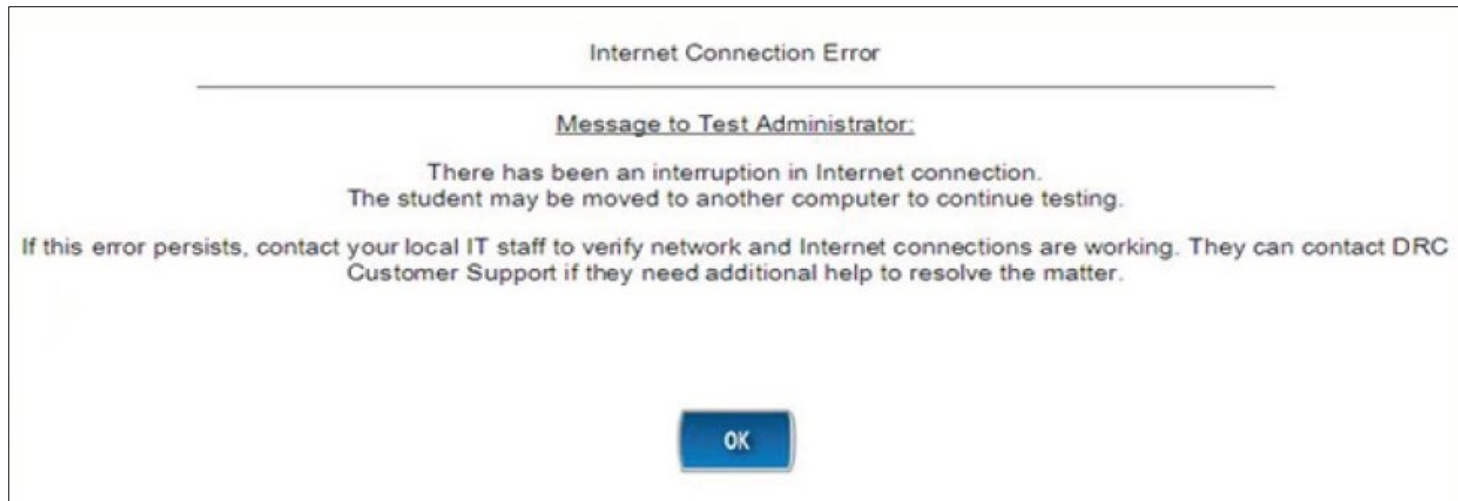 Internet Connection Error
Message to Test Administrator:
There has been an interruption in Internet connection.
The student may be moved to another computer to continue testing.
If this error persists, contact your local IT staff to verify network and Internet connections are working. They can contact DRC
Customer Support if they need additional help to resolve the matter.
OK